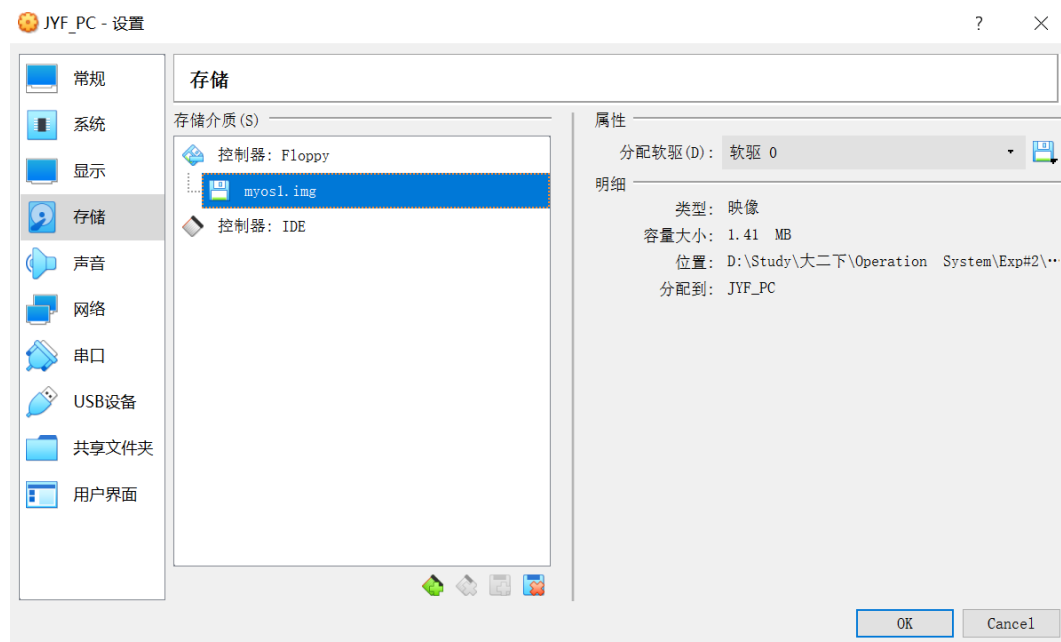 JYF_PC - 设置
常规
系统
显示
存储
声音
网络
串口
USB设备
共享文件夹
用户界面
存储
存储介质(S)
控制器: Floppy
myos1.img
控制器: IDE
属性
分配软驱(D): 软驱 0
明细
类型: 映像
容量大小: 1.41 MB
位置: D:\Study\大二下\Operation System\Exp#2\…
分配到: JYF_PC
OK
Cancel